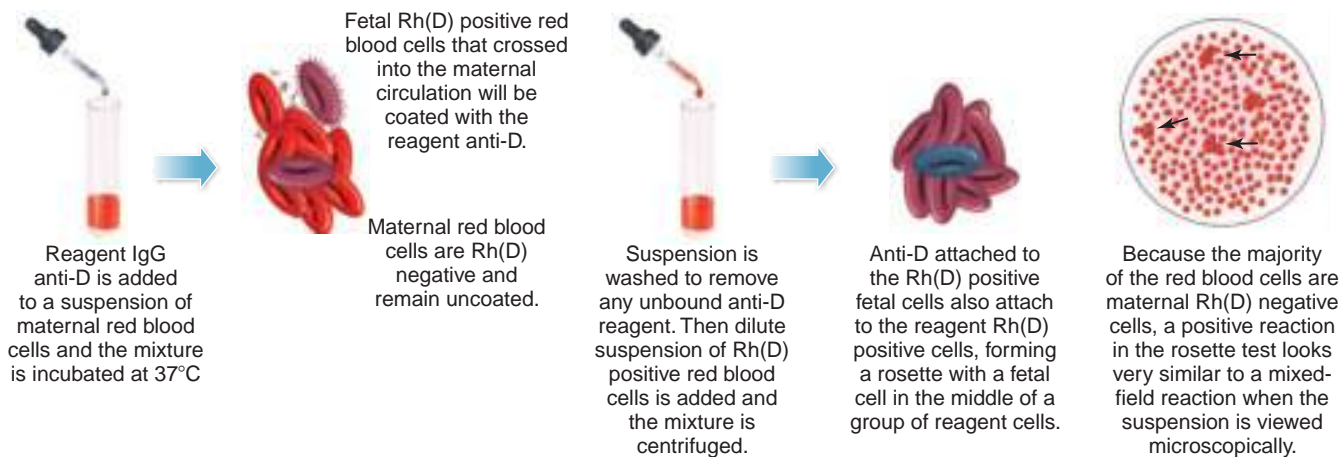 Reagent IgG
anti-D is added
to a suspension of
maternal red blood
cells and the mixture
is incubated at 37°C
Fetal Rh(D) positive red
blood cells that crossed
into the maternal
circulation will be
coated with the
reagent anti-D.
Maternal red blood
cells are Rh(D)
negative and
remain uncoated.
Suspension is
washed to remove
any unbound anti-D
reagent. Then dilute
suspension of Rh(D)
positive red blood
cells is added and
the mixture is
centrifuged.
Anti-D attached to
the Rh(D) positive
fetal cells also attach
to the reagent Rh(D)
positive cells, forming
a rosette with a fetal
cell in the middle of a
group of reagent cells.
Because the majority
of the red blood cells are
maternal Rh(D) negative
cells, a positive reaction
in the rosette test looks
very similar to a mixed-
field reaction when the
suspension is viewed
microscopically.